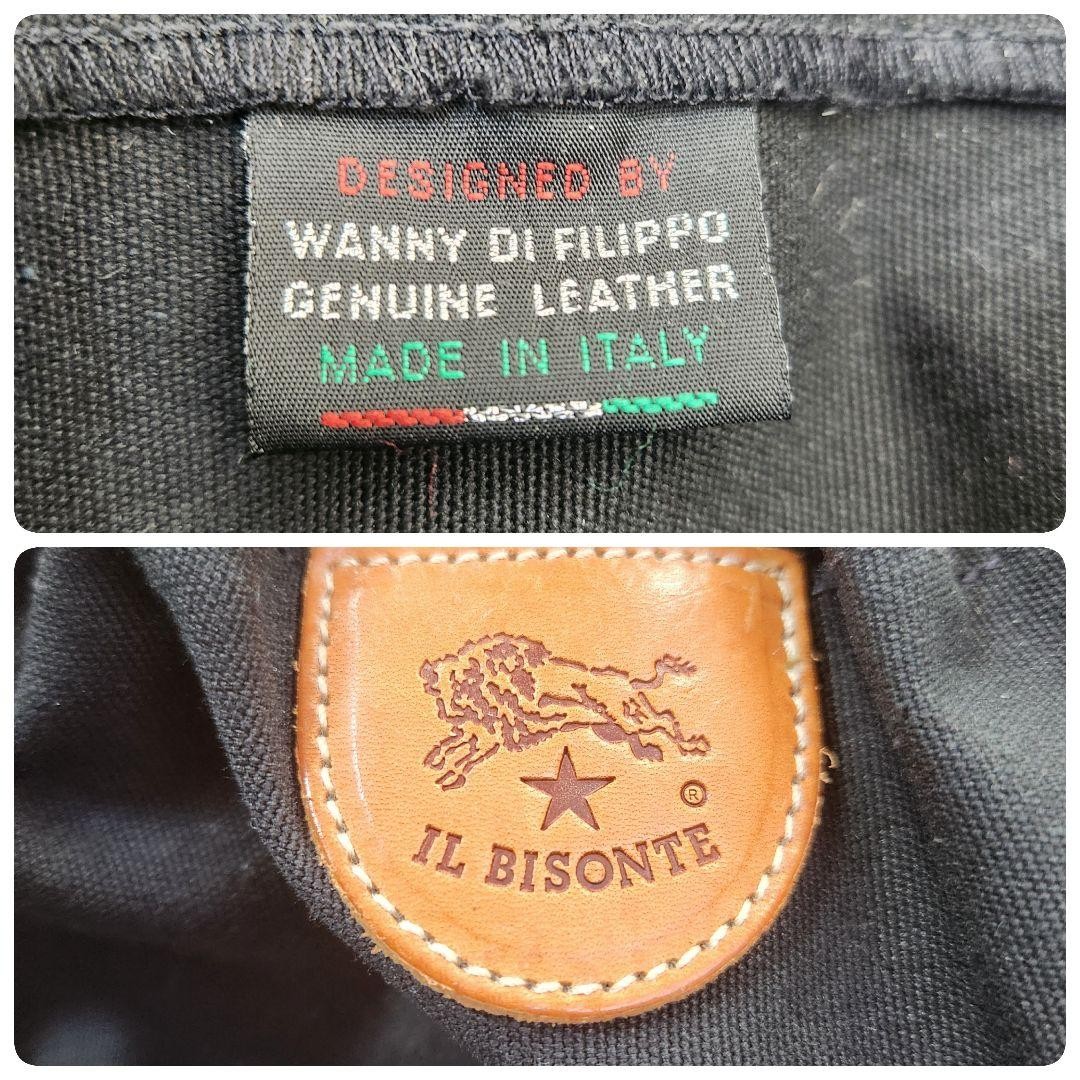 DESIGNED BY
WANNY DI FILIPPO
GENUINE LEATHER
MADE IN ITALY
®
IL BISONTE